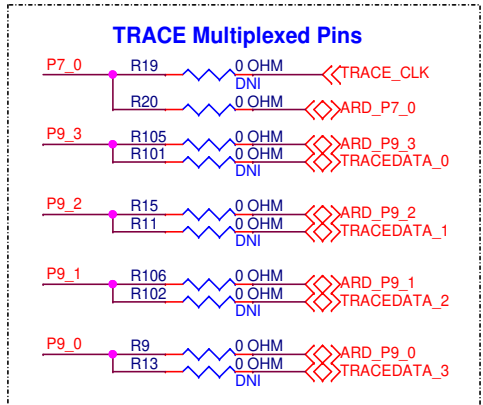 TRACE Multiplexed Pins
P7_0 R19 0 OHM TRACE_CLK
DNI
R20 0 OHM ARD_P7_0
P9_3 R105 0 OHM ARD_P9_3
R101 0 OHM TRACEDATA_0
DNI
P9_2 R15 0 OHM ARD_P9_2
R11 0 OHM TRACEDATA_1
DNI
P9_1 R106 0 OHM ARD_P9_1
R102 0 OHM TRACEDATA_2
DNI
P9_0 R9 0 OHM ARD_P9_0
R13 0 OHM TRACEDATA_3
DNI